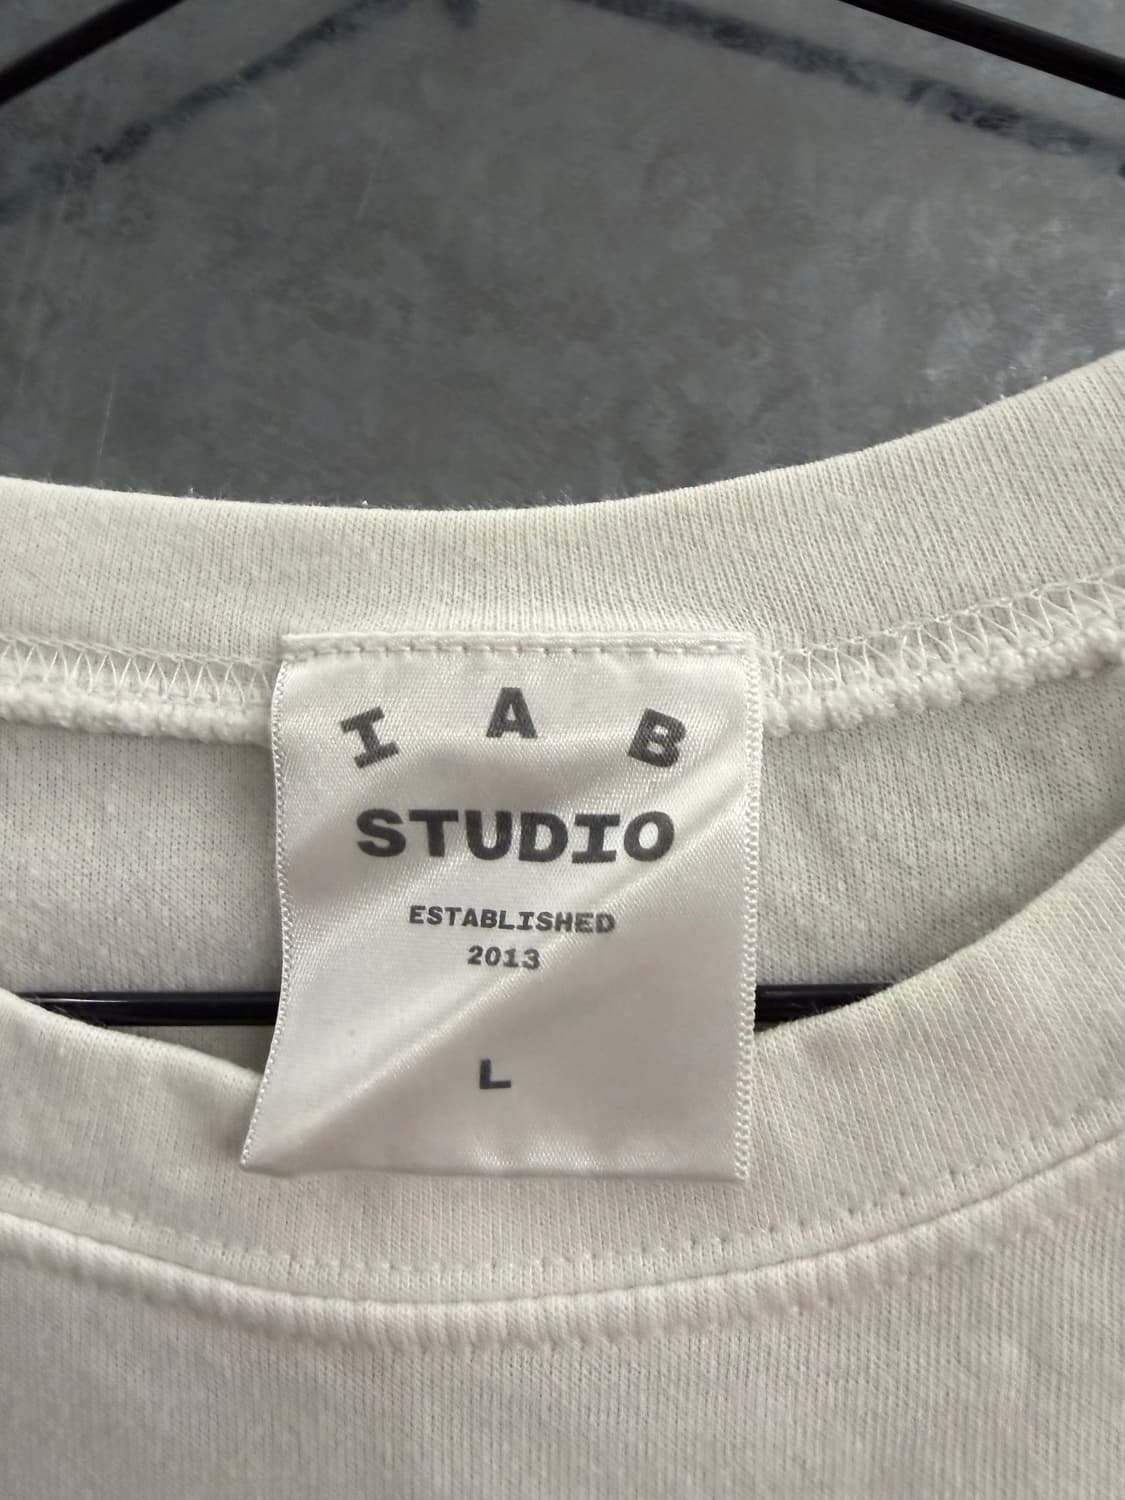 I A B
STUDIO
ESTABLISHED
2013
L